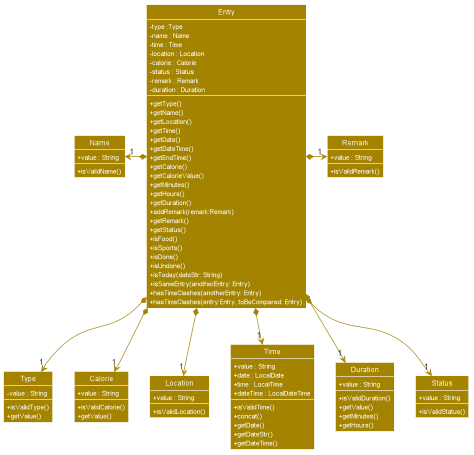 Entry
-type :Type
-name : Name
-time : Time
-location : Location
-calorie : Calorie
-status : Status
-remark : Remark
-duration : Duration
+getType()
+getName()
+getLocation()
+getTime()
+getDate()
+getDateTime()
+getEndTime()
+getCalorie()
+getCalorieValue()
+getMinutes()
+getHours()
+getDuration()
+addRemark(remark:Remark)
+getRemark()
+getStatus()
+isFood()
+isSports()
+isDone()
+isUndone()
+isToday(dateStr: String)
+isSameEntry(anotherEntry: Entry)
+hasTimeClashes(anotherEntry: Entry)
+hasTimeClashes(entry:Entry, toBeCompared: Entry)
Name
+value : String
+isValidName()
1
1
Remark
+value : String
+isValidRemark()
1
1
1
1
1
1
Type
-value : String
+isValidType()
+getValue()
Calorie
+value : String
+isValidCalorie()
+getValue()
Location
+value : String
+isValidLocation()
Time
+value : String
+date : LocalDate
+time : LocalTime
+dateTime : LocalDateTime
+isValidTime()
+concat()
+getDate()
+getDateStr()
+getDateTime()
Duration
+value : String
+isValidDuration()
+getValue()
+getMinutes()
+getHours()
Status
+value : String
+isValidStatus()